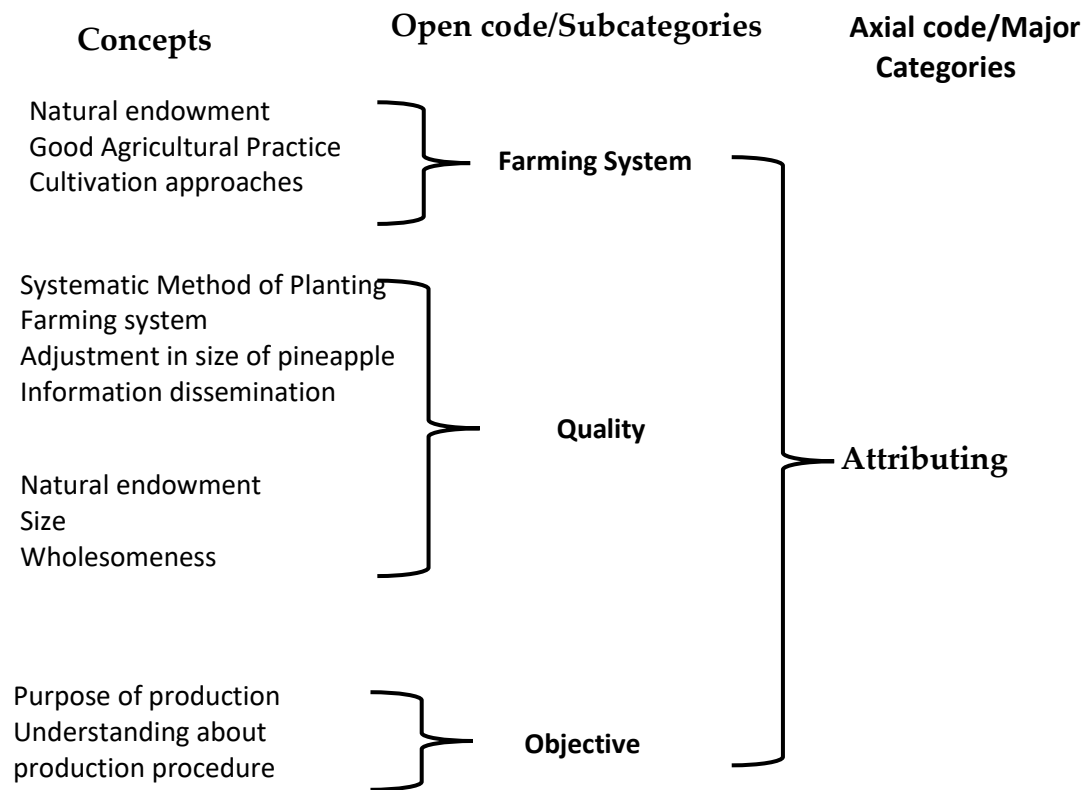 Concepts
Open code/Subcategories
Axial code/Major
Categories
Natural endowment
Good Agricultural Practice
Cultivation approaches
Farming System
Systematic Method of Planting
Farming system
Adjustment in size of pineapple
Information dissemination
Quality
Natural endowment
Size
Wholesomeness
Attributing
Purpose of production
Understanding about
production procedure
Objective